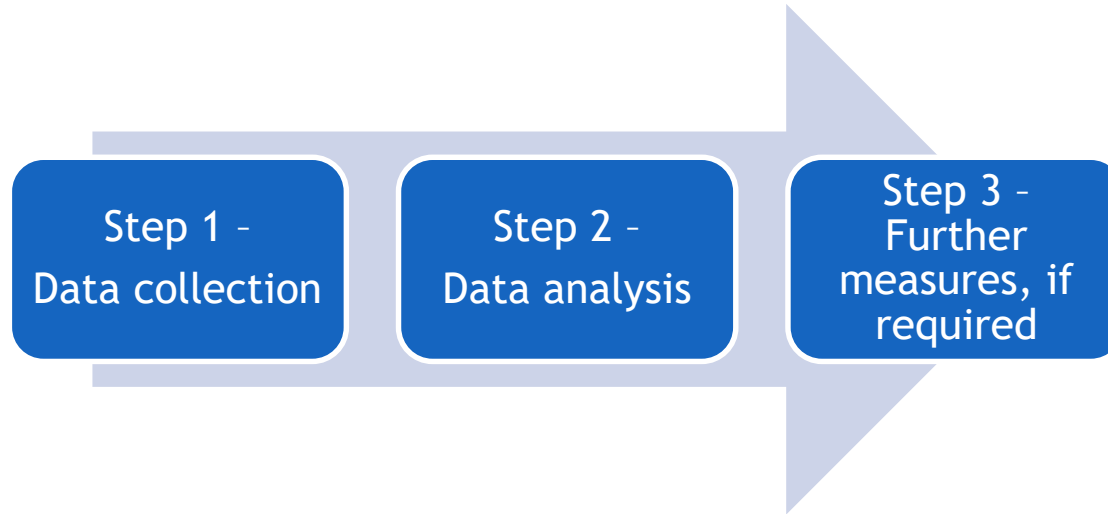 Step 1 –
Data collection
Step 2 –
Data analysis
Step 3 –
Further
measures, if
required